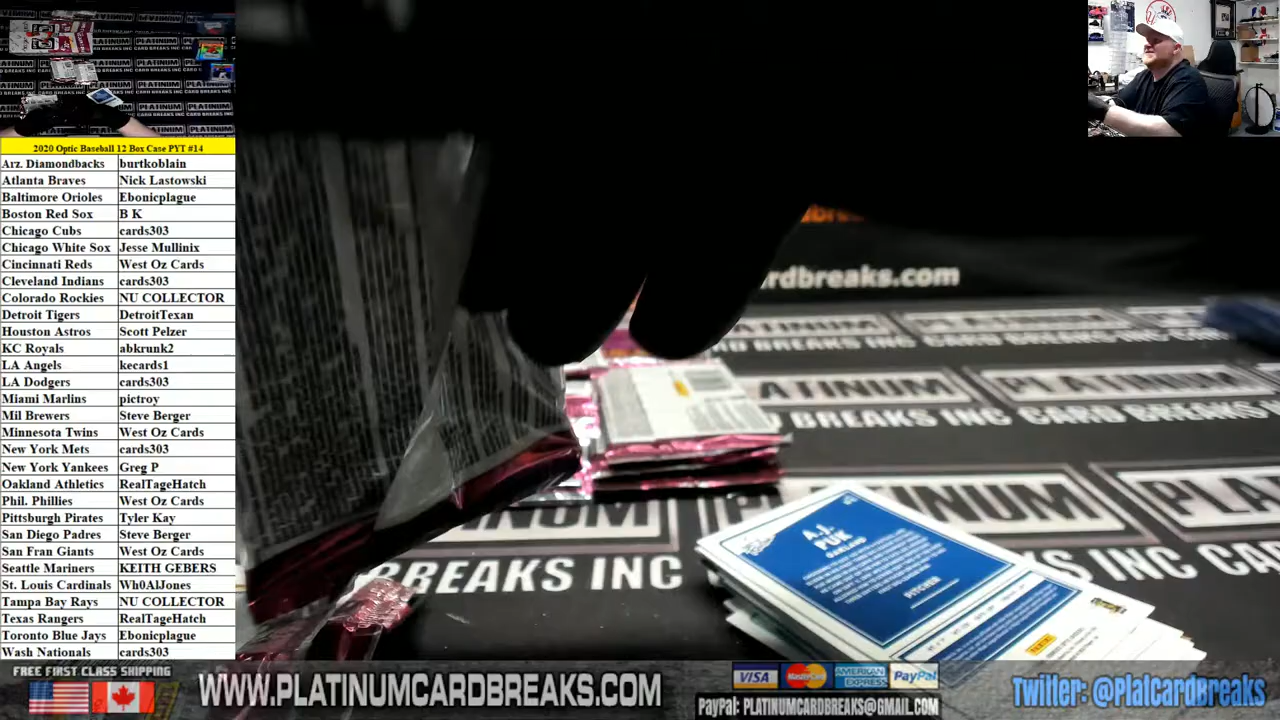 2020 Optic Baseball 12 Box Case PYT #14
Arz. Diamondbacks burtkoblain
Atlanta Braves Nick Lastowski
Baltimore Orioles Ebonicplague
Boston Red Sox B K
Chicago Cubs cards303
Chicago White Sox Jesse Mullinix
Cincinnati Reds West Oz Cards
Cleveland Indians cards303
Colorado Rockies NU COLLECTOR
Detroit Tigers DetroitTexan
Houston Astros Scott Pelzer
KC Royals abkrunk2
LA Angels kecards1
LA Dodgers cards303
Miami Marlins pictroy
Mil Brewers Steve Berger
Minnesota Twins West Oz Cards
New York Mets cards303
New York Yankees Greg P
Oakland Athletics RealTageHatch
Phil. Phillies West Oz Cards
Pittsburgh Pirates Tyler Kay
San Diego Padres Steve Berger
San Fran Giants West Oz Cards
Seattle Mariners KEITH GEBERS
St. Louis Cardinals Wh0AlJones
Tampa Bay Rays NU COLLECTOR
Texas Rangers RealTageHatch
Toronto Blue Jays Ebonicplague
Wash Nationals cards303
rdbreaks.com
PLATINUM
BREAKS INC CARD BREAKS
PLATINUM
BREAKS INC
A.J.
PUK
OAKLAND
PITCHER
FREE FIRST CLASS SHIPPING
WWW.PLATINUMCARDBREAKS.COM
VISA MasterCard AMERICAN EXPRESS PayPal
PayPal: PLATINUMCARDBREAKS@GMAIL.COM
Twitter: @PlatCardBreaks